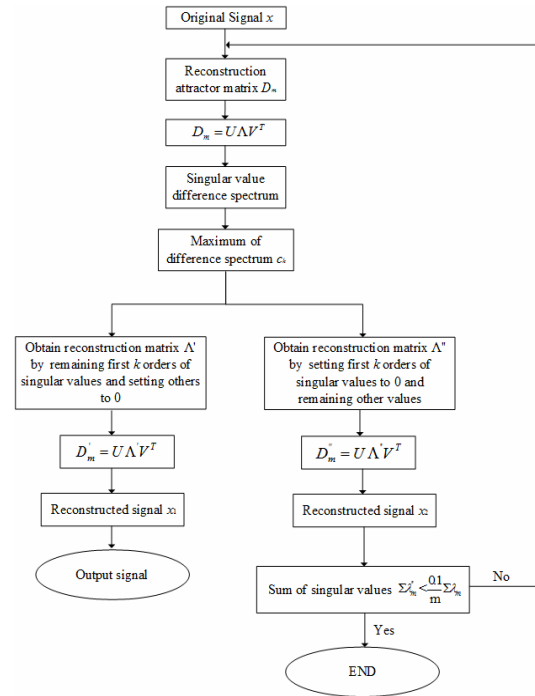 Original Signal x
Reconstruction
attractor matrix Dₘ
Dₘ = UΛVᵀ
Singular value
difference spectrum
Maximum of
difference spectrum cₖ
Obtain reconstruction matrix Λ'
by remaining first k orders of
singular values and setting others
to 0
D'ₘ = UΛ'Vᵀ
Reconstructed signal x₁
Output signal
Obtain reconstruction matrix Λ"
by setting first k orders of
singular values to 0 and
remaining other values
D"ₘ = UΛ"Vᵀ
Reconstructed signal x₂
Sum of singular values Σλ"ₘ < 0.1/m Σλₘ
No
Yes
END